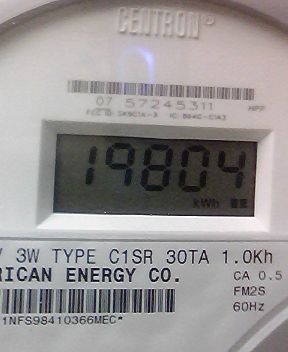 CENTRON®
07 57245311
19804
kWh
V 3W TYPE C1SR 30TA 1.0Kh
RICAN ENERGY CO.
CA 0.5
FM2S
60Hz
1NFS98410366MEC*